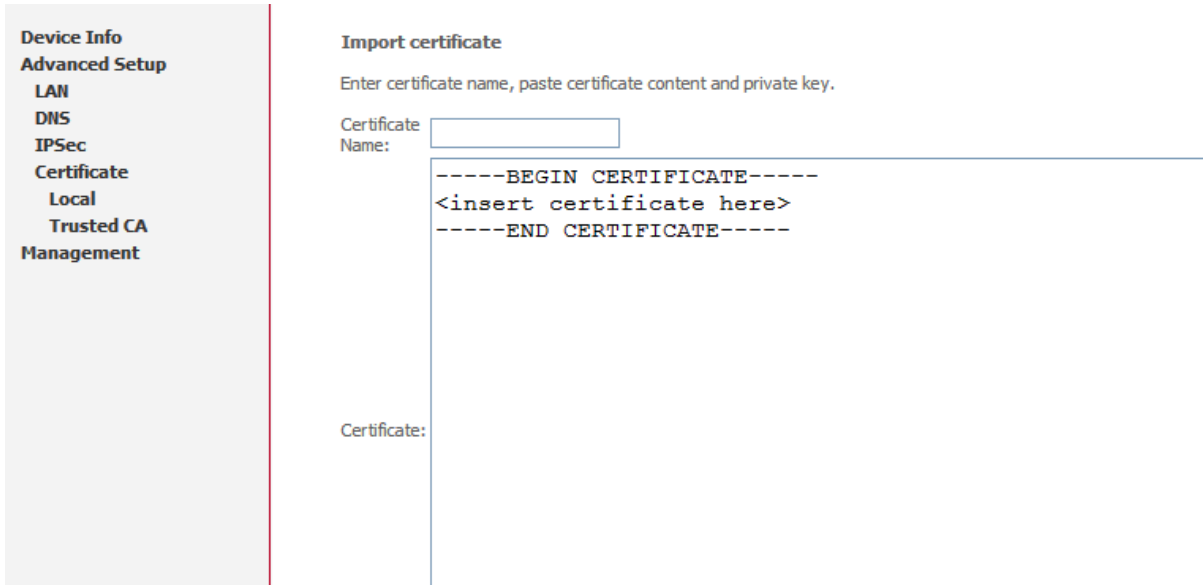 Device Info
Advanced Setup
LAN
DNS
IPSec
Certificate
Local
Trusted CA
Management
Import certificate
Enter certificate name, paste certificate content and private key.
Certificate
Name:
-----BEGIN CERTIFICATE-----
<insert certificate here>
-----END CERTIFICATE-----
Certificate: